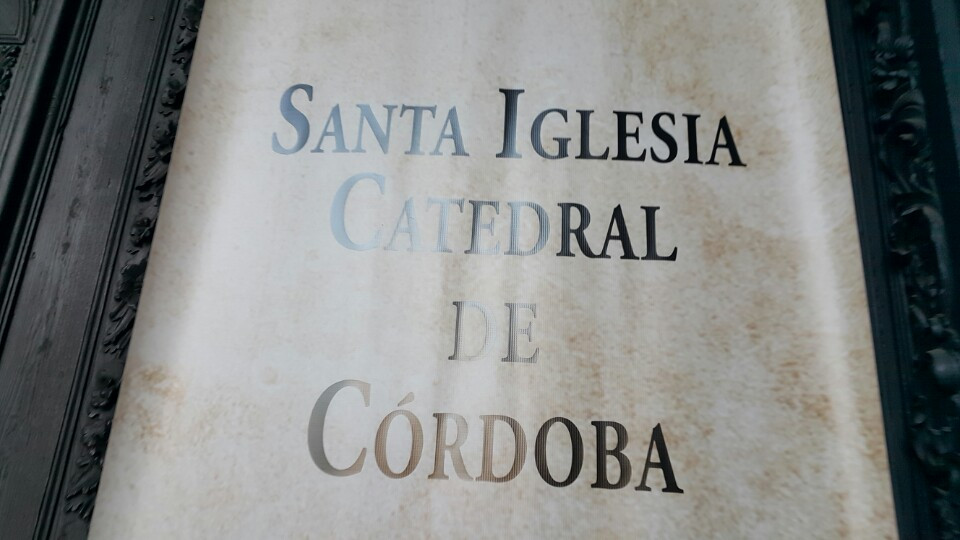 SANTA IGLESIA
CATEDRAL
DE
CÓRDOBA